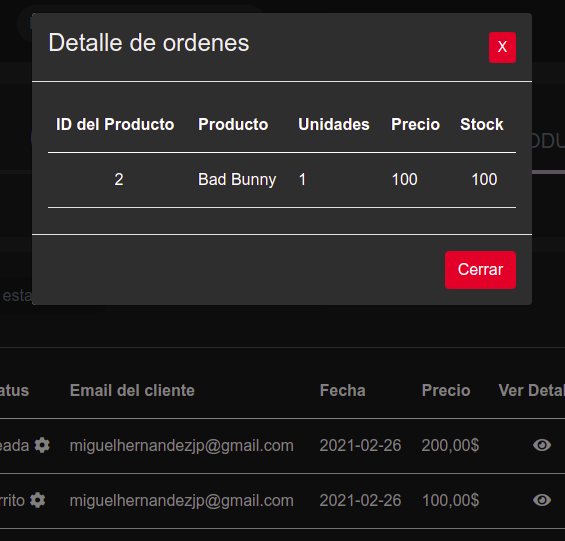 Detalle de ordenes X
ID del Producto Producto Unidades Precio Stock
2 Bad Bunny 1 100 100
Cerrar
esta
atus Email del cliente Fecha Precio Ver Detal
eada miguelhernandezjp@gmail.com 2021-02-26 200,00$
rrito miguelhernandezjp@gmail.com 2021-02-26 100,00$